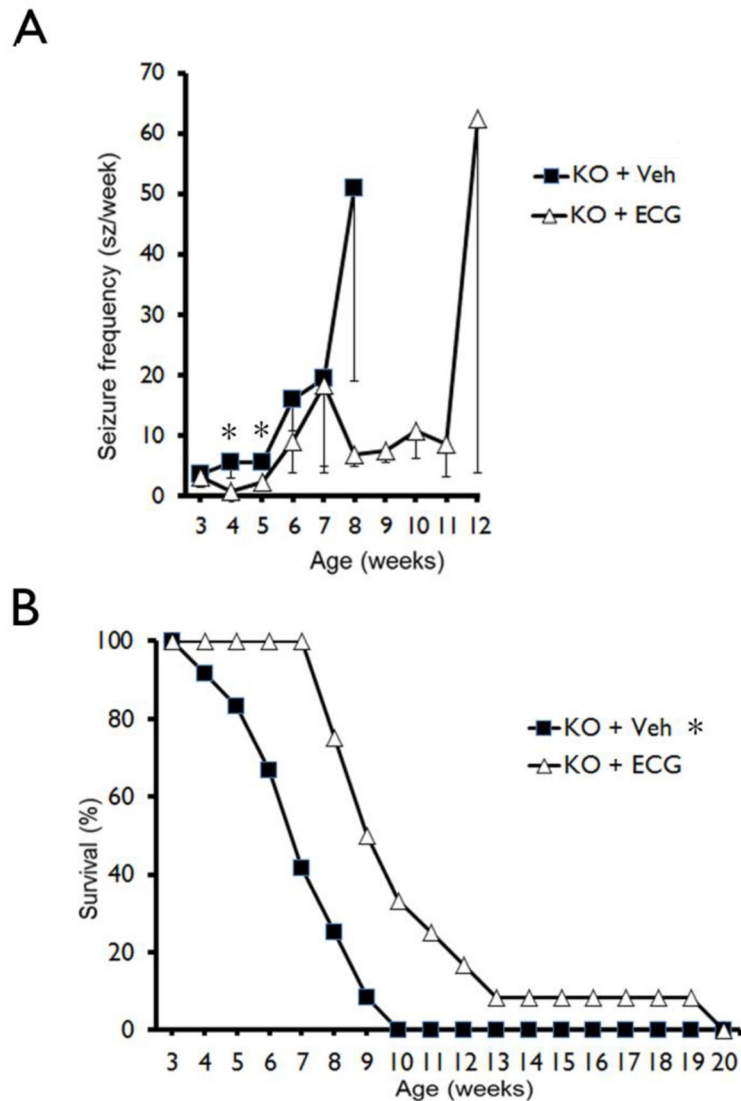 A
70
60
50
40
30
20
10
0
Seizure frequency (sz/week)
* *
3 4 5 6 7 8 9 10 11 12
Age (weeks)
KO + Veh
KO + ECG
B
100
80
60
40
20
0
Survival (%)
3 4 5 6 7 8 9 10 11 12 13 14 15 16 17 18 19 20
Age (weeks)
KO + Veh *
KO + ECG